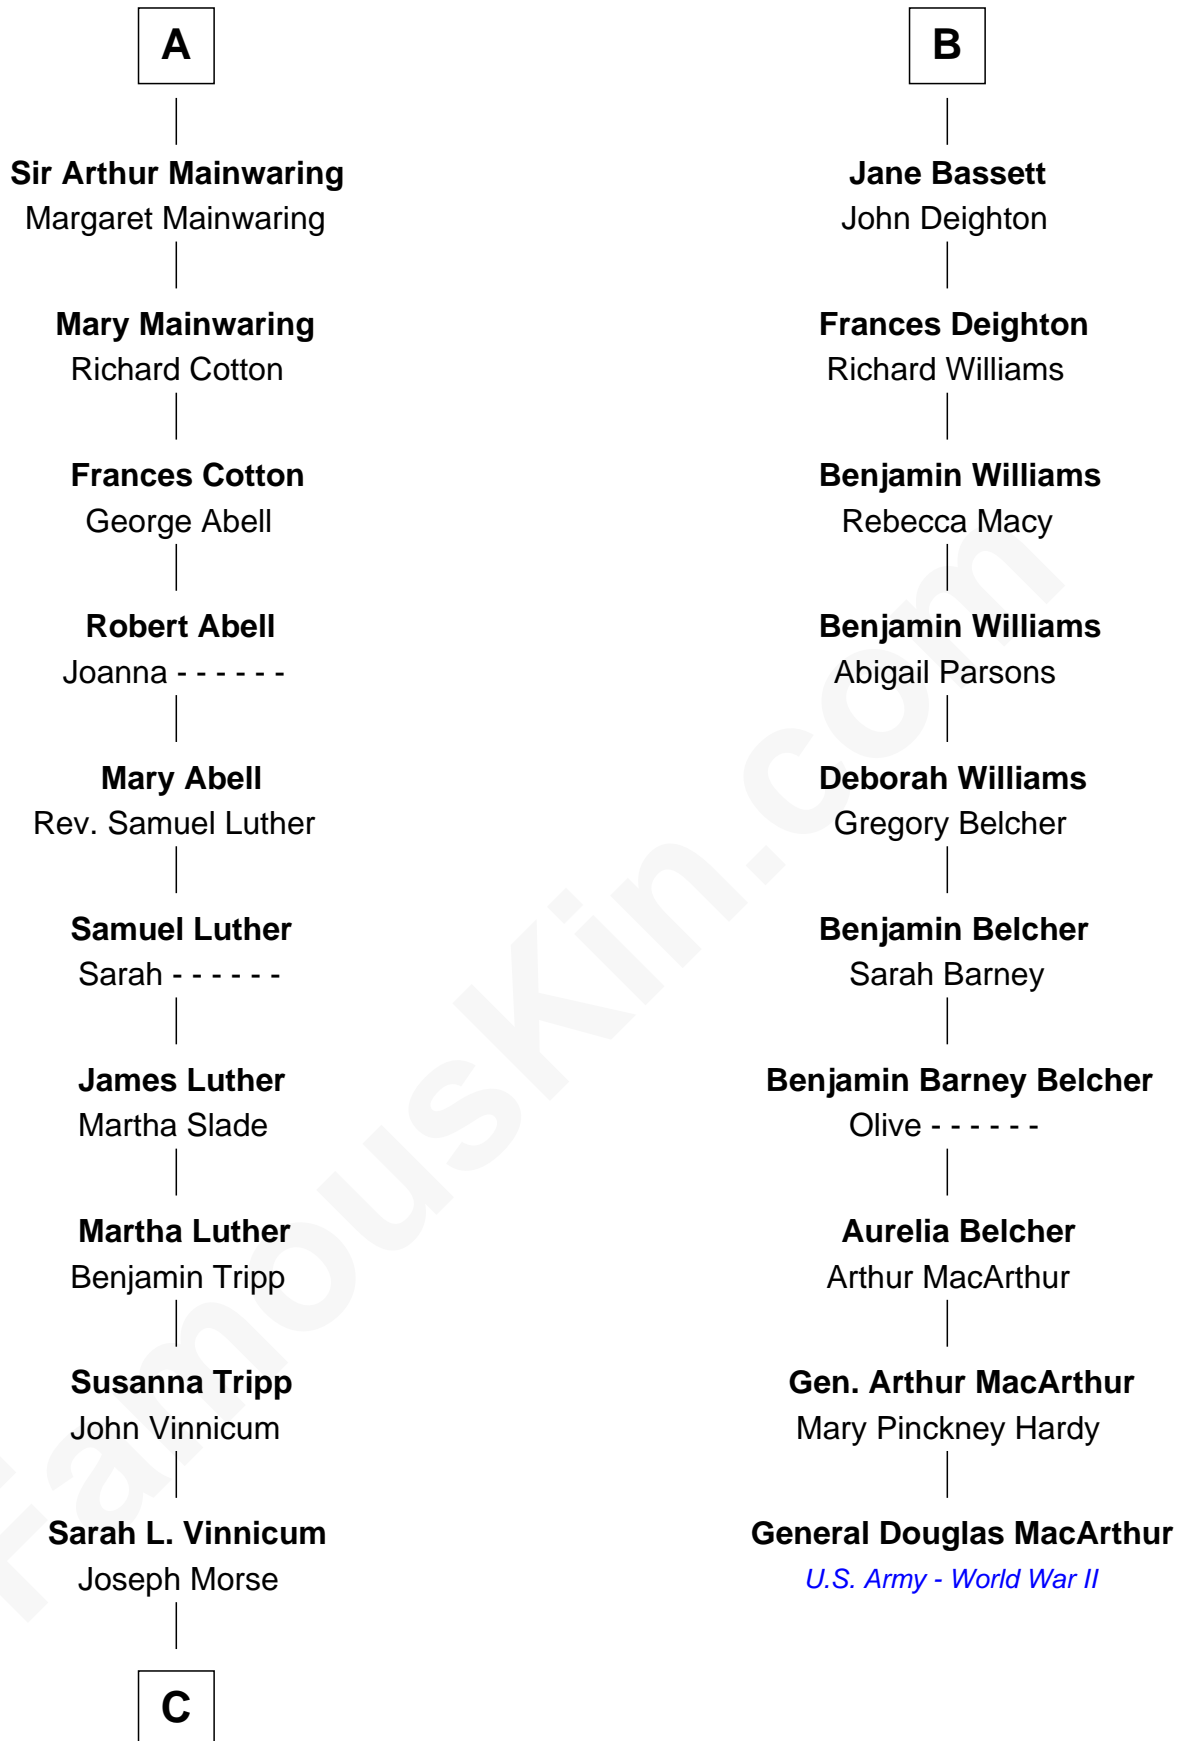 A
Sir Arthur Mainwaring
Margaret Mainwaring
Mary Mainwaring
Richard Cotton
Frances Cotton
George Abell
Robert Abell
Joanna - - - - - -
Mary Abell
Rev. Samuel Luther
Samuel Luther
Sarah - - - - - -
James Luther
Martha Slade
Martha Luther
Benjamin Tripp
Susanna Tripp
John Vinnicum
Sarah L. Vinnicum
Joseph Morse
C
B
Jane Bassett
John Deighton
Frances Deighton
Richard Williams
Benjamin Williams
Rebecca Macy
Benjamin Williams
Abigail Parsons
Deborah Williams
Gregory Belcher
Benjamin Belcher
Sarah Barney
Benjamin Barney Belcher
Olive - - - - - -
Aurelia Belcher
Arthur MacArthur
Gen. Arthur MacArthur
Mary Pinckney Hardy
General Douglas MacArthur
U.S. Army - World War II
FamousKin.com